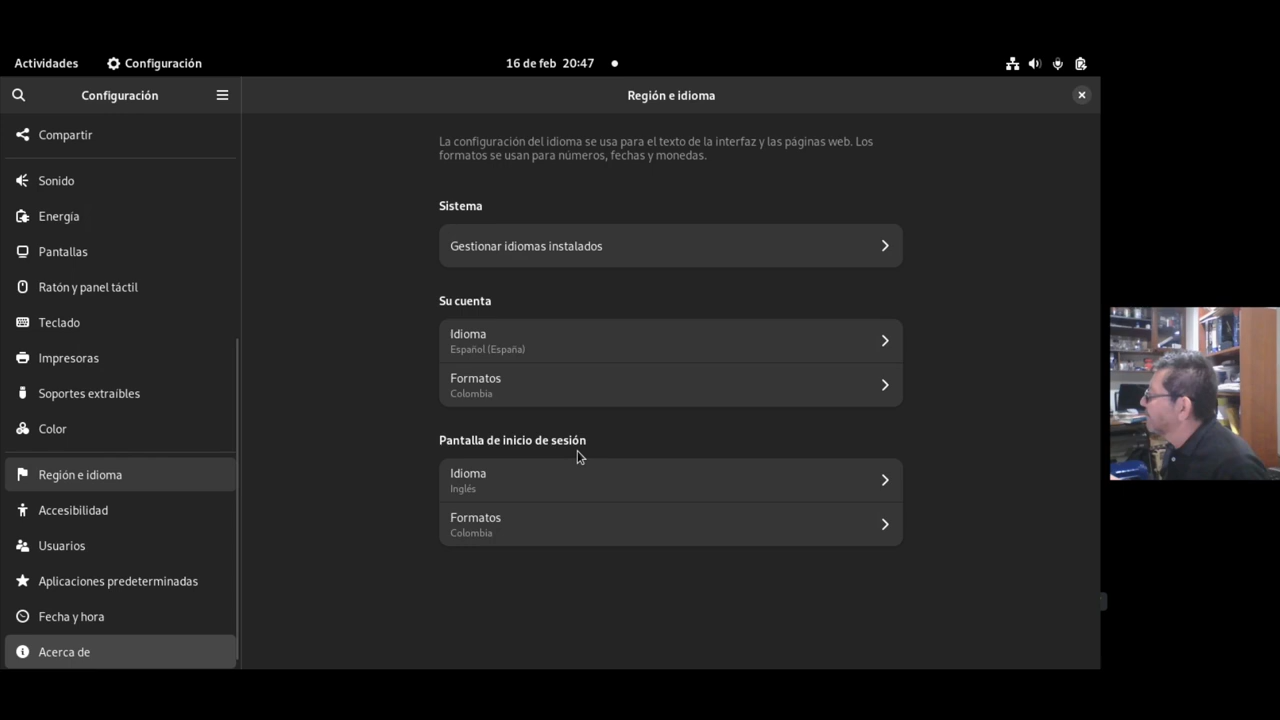 Actividades
Configuración
16 de feb 20:47
Configuración
Región e idioma
Compartir
Sonido
Energía
Pantallas
Ratón y panel táctil
Teclado
Impresoras
Soportes extraíbles
Color
Región e idioma
Accesibilidad
Usuarios
Aplicaciones predeterminadas
Fecha y hora
Acerca de
La configuración del idioma se usa para el texto de la interfaz y las páginas web. Los
formatos se usan para números, fechas y monedas.
Sistema
Gestionar idiomas instalados
Su cuenta
Idioma
Español (España)
Formatos
Colombia
Pantalla de inicio de sesión
Idioma
Inglés
Formatos
Colombia